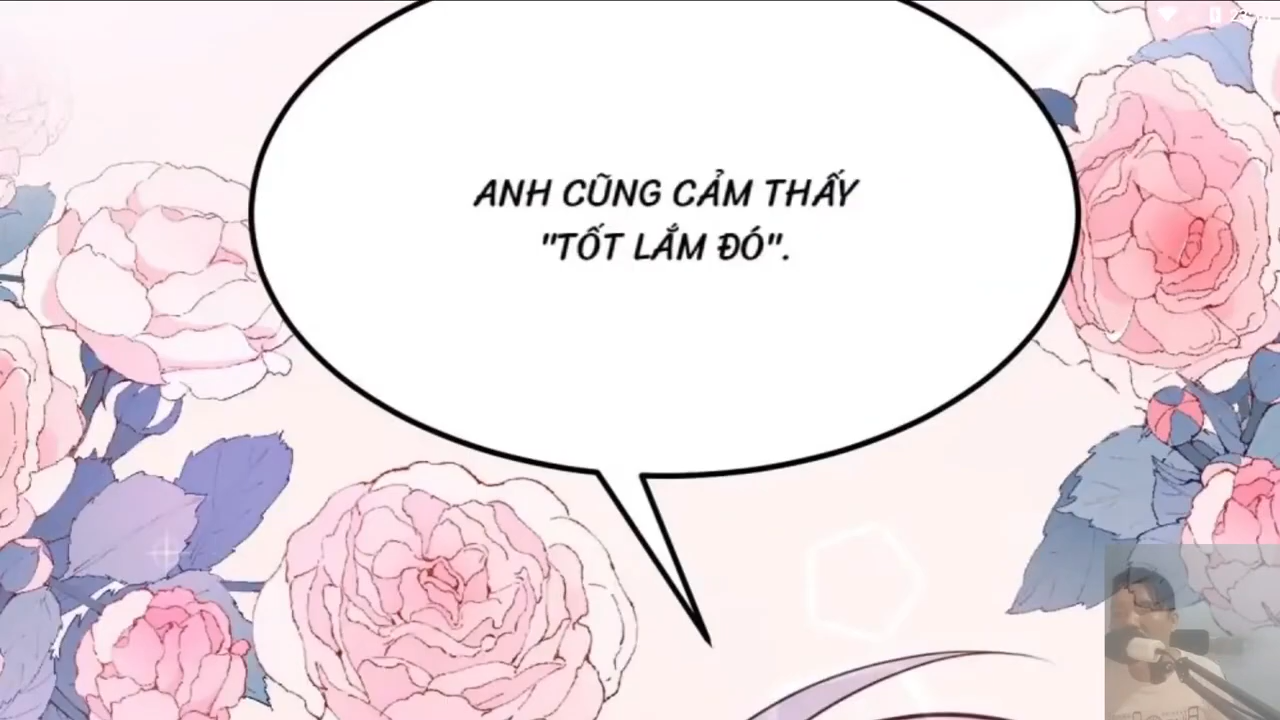 ANH CŨNG CẢM THẤY
"TỐT LẮM ĐÓ".